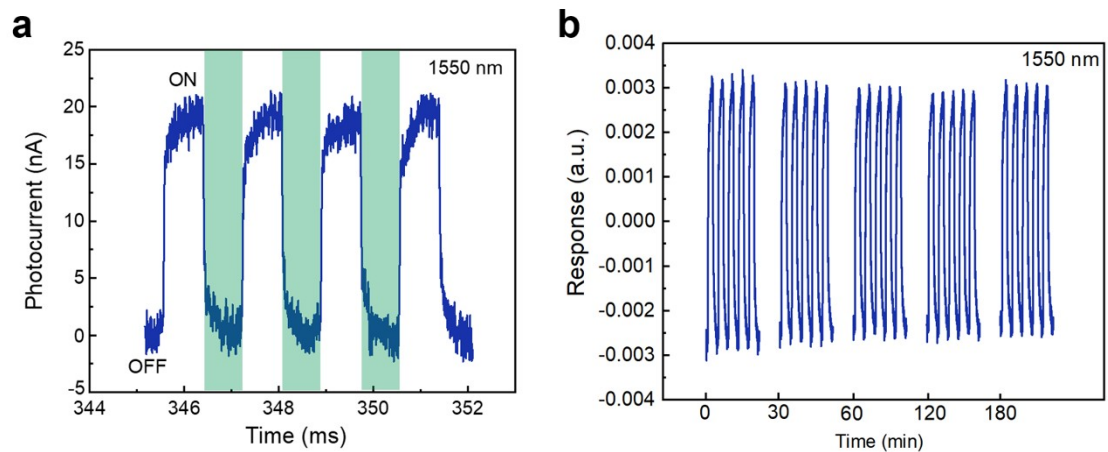 a
25
20
15
10
5
0
-5
Photocurrent (nA)
ON
1550 nm
OFF
344 346 348 350 352
Time (ms)
b
0.004
0.003
0.002
0.001
0.000
-0.001
-0.002
-0.003
-0.004
Response (a.u.)
1550 nm
0 30 60 120 180
Time (min)